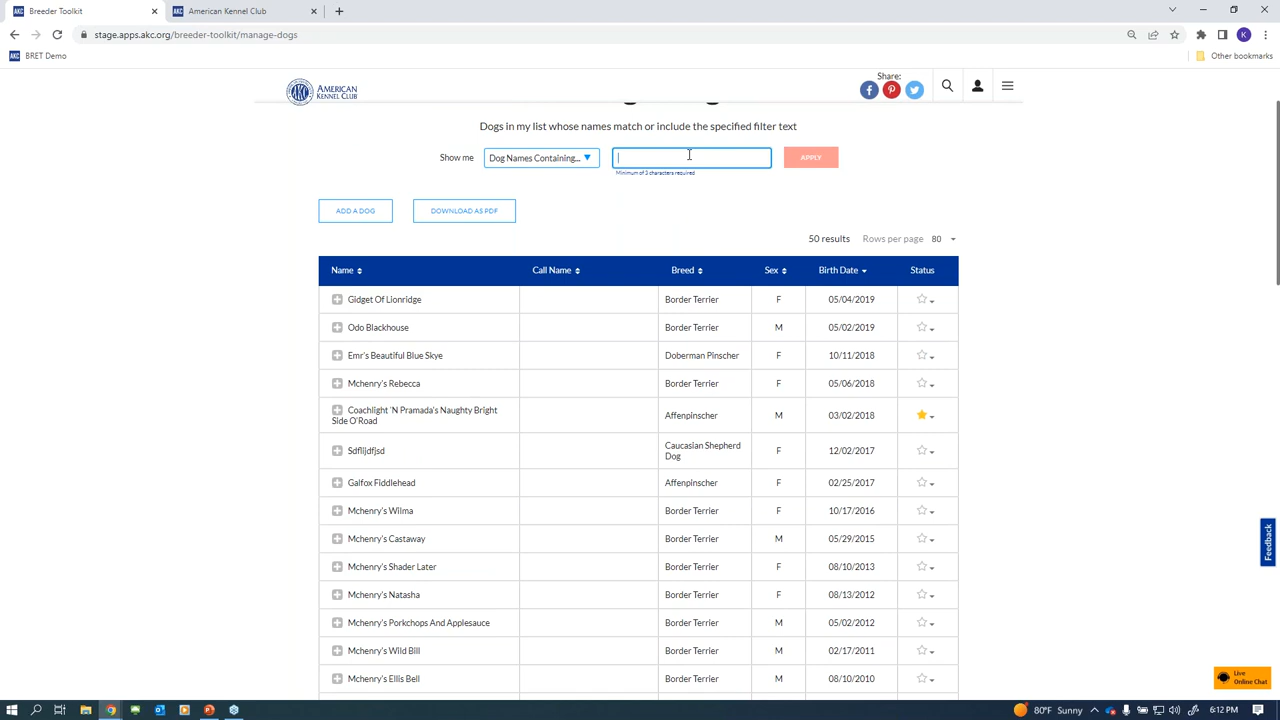 Breeder Toolkit
American Kennel Club
stage.apps.akc.org/breeder-toolkit/manage-dogs
K
AKC BRET Demo
Other bookmarks
AMERICAN
KENNEL CLUB
Share:
Dogs in my list whose names match or include the specified filter text
Show me Dog Names Containing... APPLY
Minimum of 3 characters required
ADD A DOG DOWNLOAD AS PDF
50 results Rows per page 80
Name Call Name Breed Sex Birth Date Status
Gidget Of Lionridge Border Terrier F 05/04/2019
Odo Blackhouse Border Terrier M 05/02/2019
Emr's Beautiful Blue Skye Doberman Pinscher F 10/11/2018
Mchenry's Rebecca Border Terrier F 05/06/2018
Coachlight 'N Pramada's Naughty Bright
Side O'Road Affenpinscher M 03/02/2018
Sdflijdfjsd Caucasian Shepherd
Dog F 12/02/2017
Galfox Fiddlehead Affenpinscher F 02/25/2017
Mchenry's Wilma Border Terrier F 10/17/2016
Mchenry's Castaway Border Terrier M 05/29/2015
Mchenry's Shader Later Border Terrier F 08/10/2013
Mchenry's Natasha Border Terrier F 08/13/2012
Mchenry's Porkchops And Applesauce Border Terrier M 05/02/2012
Mchenry's Wild Bill Border Terrier M 02/17/2011
Mchenry's Ellis Bell Border Terrier M 08/10/2010
Feedback
Live
Online Chat
80°F Sunny 6:12 PM